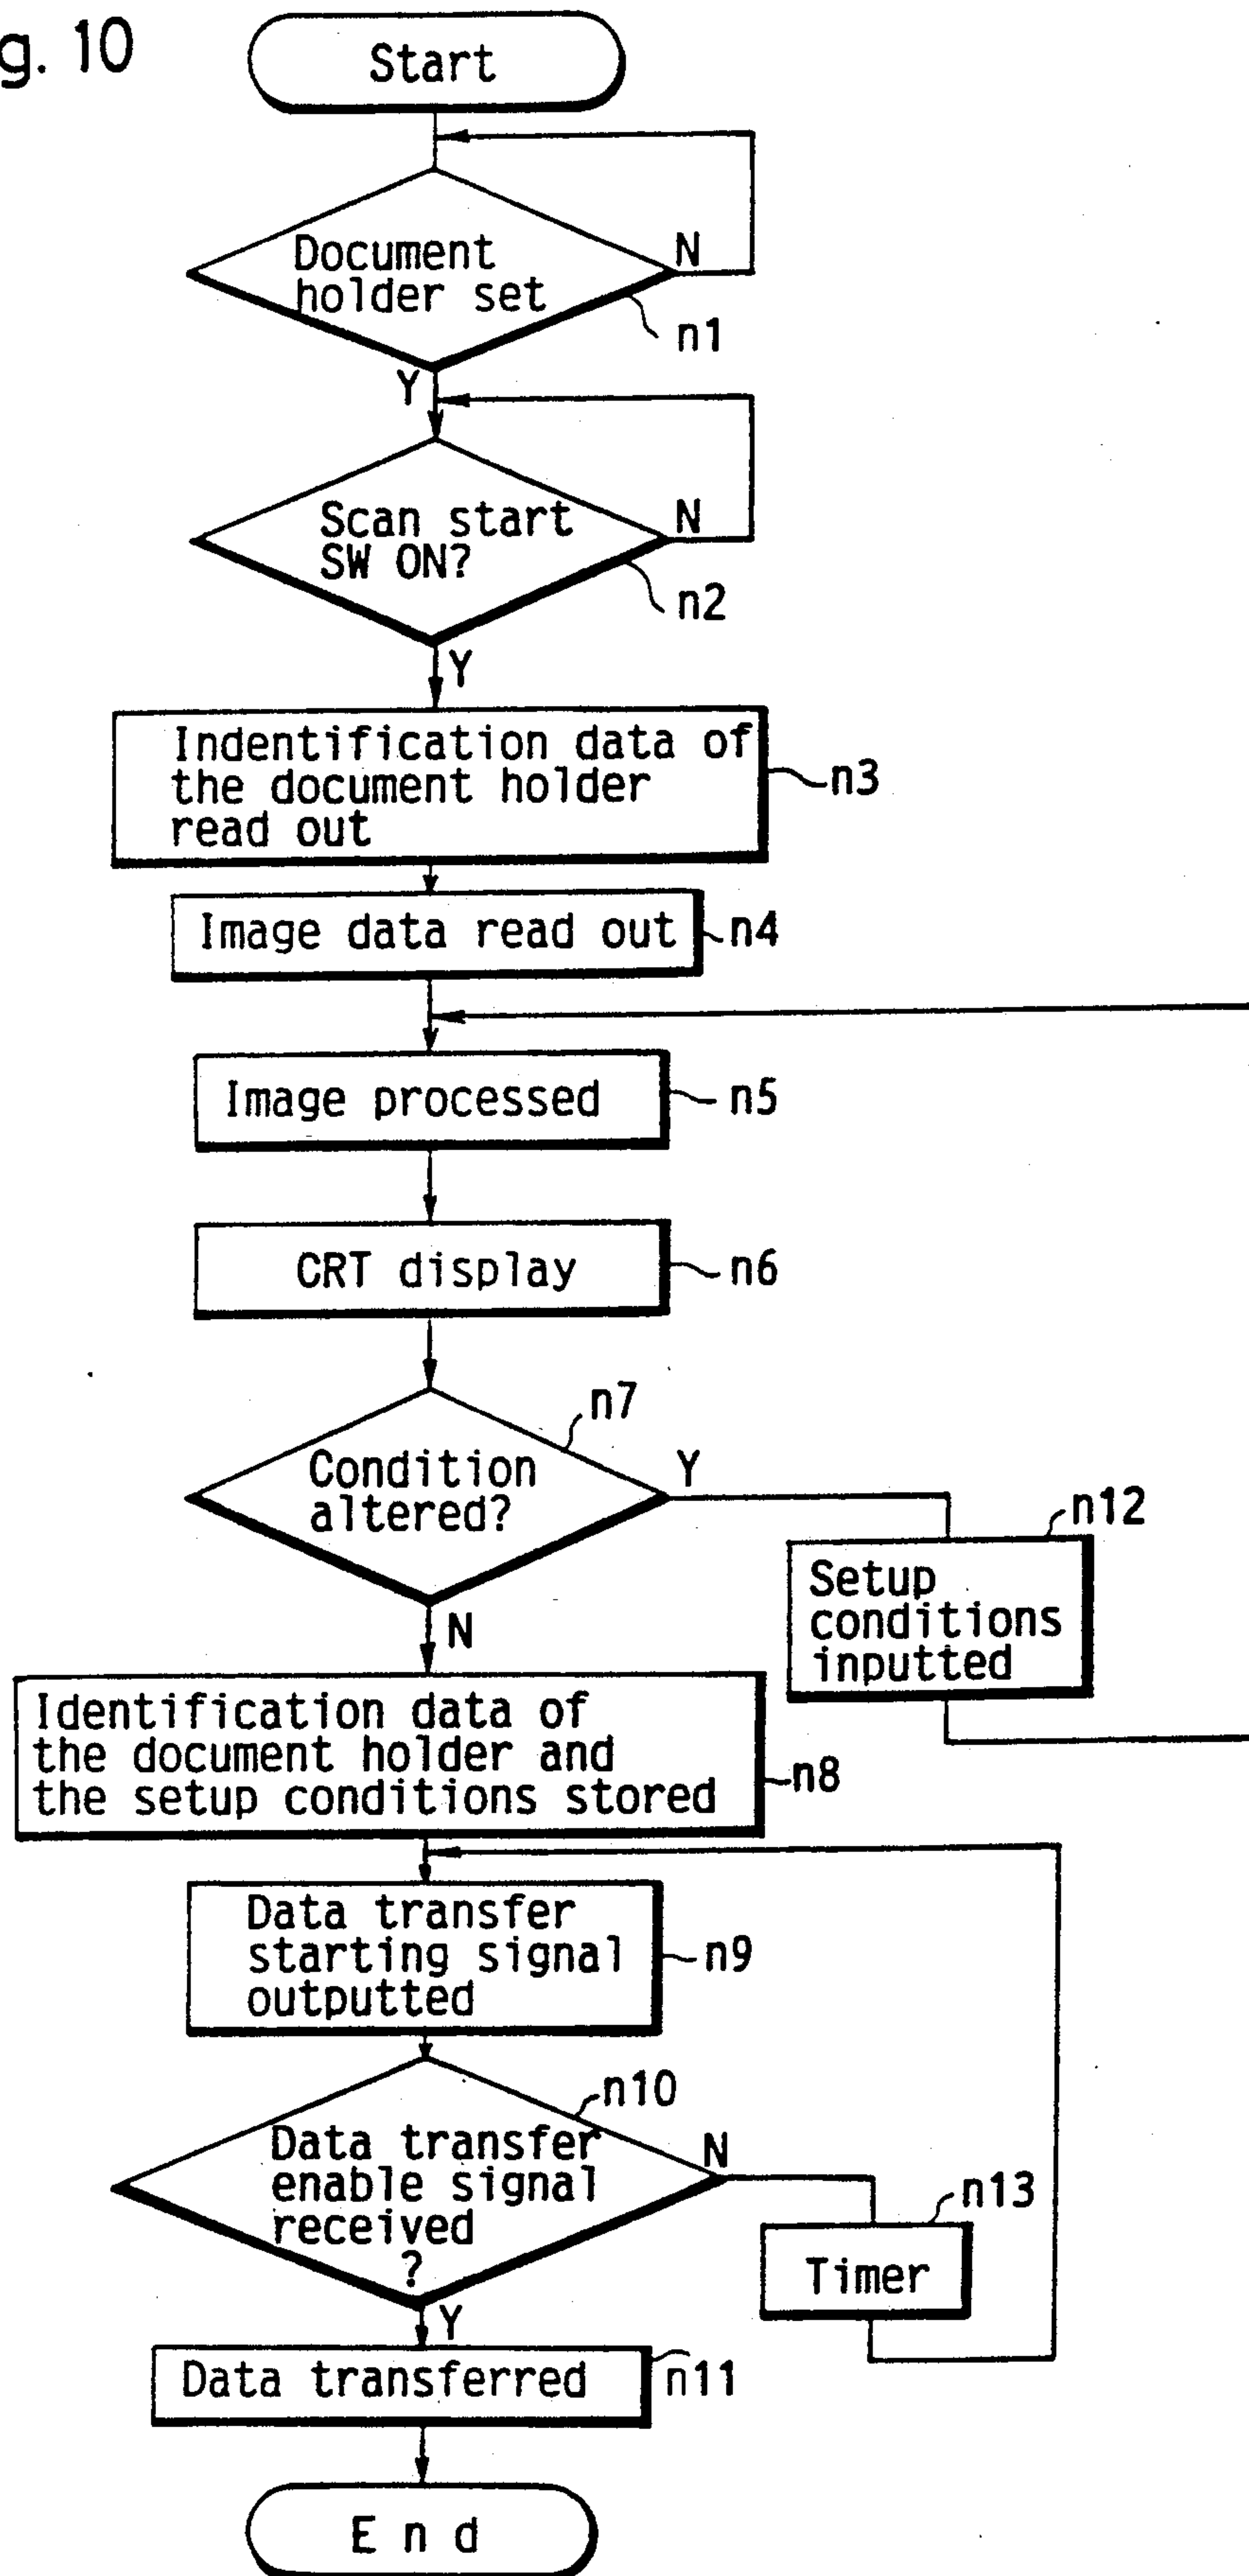 g. 10
Start
Document
holder set
N
n1
Y
Scan start
SW ON?
N
n2
Y
Indentification data of
the document holder
read out
n3
Image data read out
n4
Image processed
n5
CRT display
n6
n7
Condition
altered?
Y
n12
Setup
conditions
inputted
N
Identification data of
the document holder and
the setup conditions stored
n8
Data transfer
starting signal
outputted
n9
n10
Data transfer
enable signal
received
?
N
n13
Timer
Y
Data transferred
n11
End